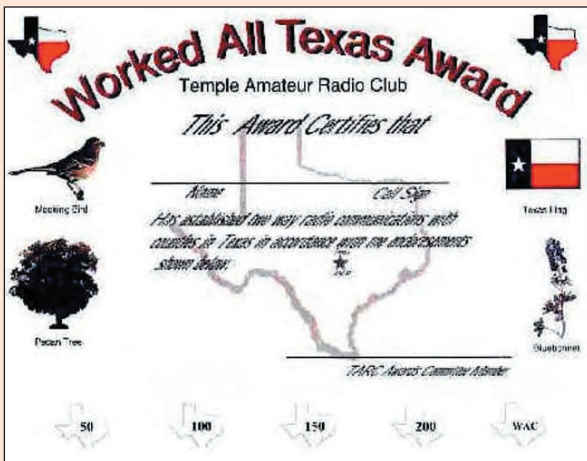 Worked All Texas Award
Temple Amateur Radio Club
This Award Certifies that
Name Call Sign
Mocking Bird
Texas Flag
Has established two way radio communications with
counties in Texas in accordance with the endorsements
shown below.
Pecan Tree
Bluebonnet
TARC Awards Committee Member
50 100 150 200 WAC